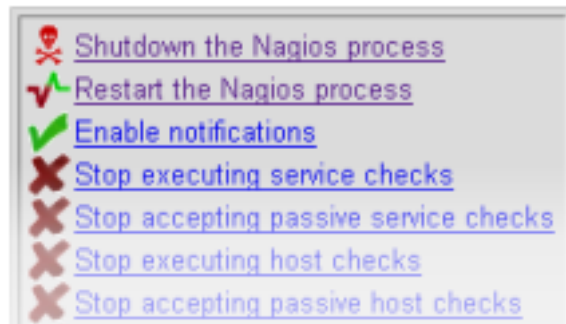 Shutdown the Nagios process
Restart the Nagios process
Enable notifications
Stop executing service checks
Stop accepting passive service checks
Stop executing host checks
Stop accepting passive host checks